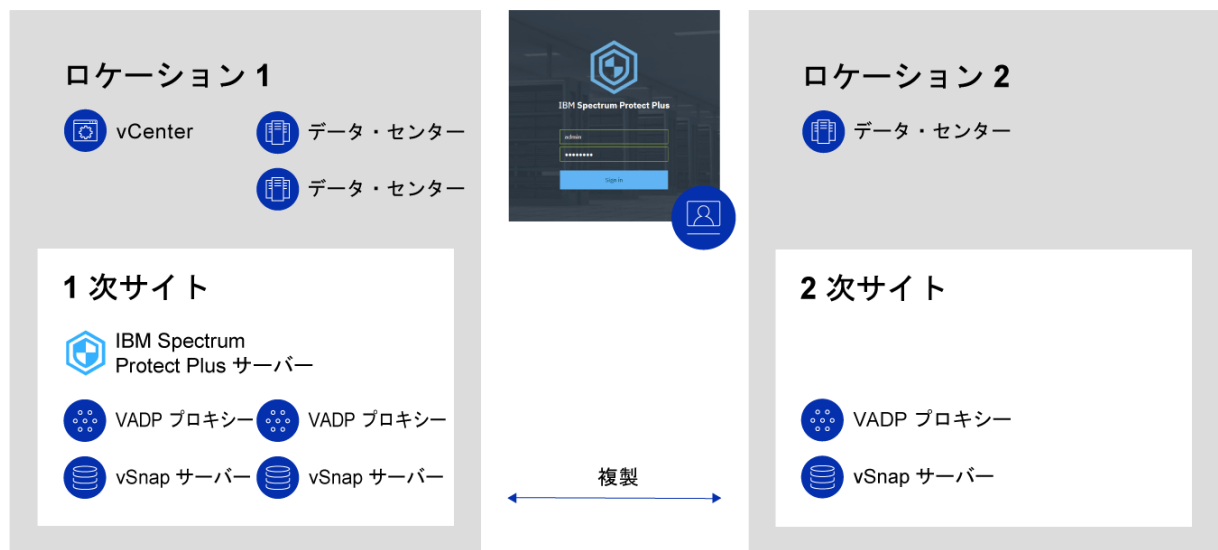 ロケーション 1
vCenter
データ・センター
データ・センター
1 次サイト
IBM Spectrum
Protect Plus サーバー
VADP プロキシー
VADP プロキシー
vSnap サーバー
vSnap サーバー
IBM Spectrum Protect Plus
admin
••••••••
Sign in
複製
ロケーション 2
データ・センター
2 次サイト
VADP プロキシー
vSnap サーバー